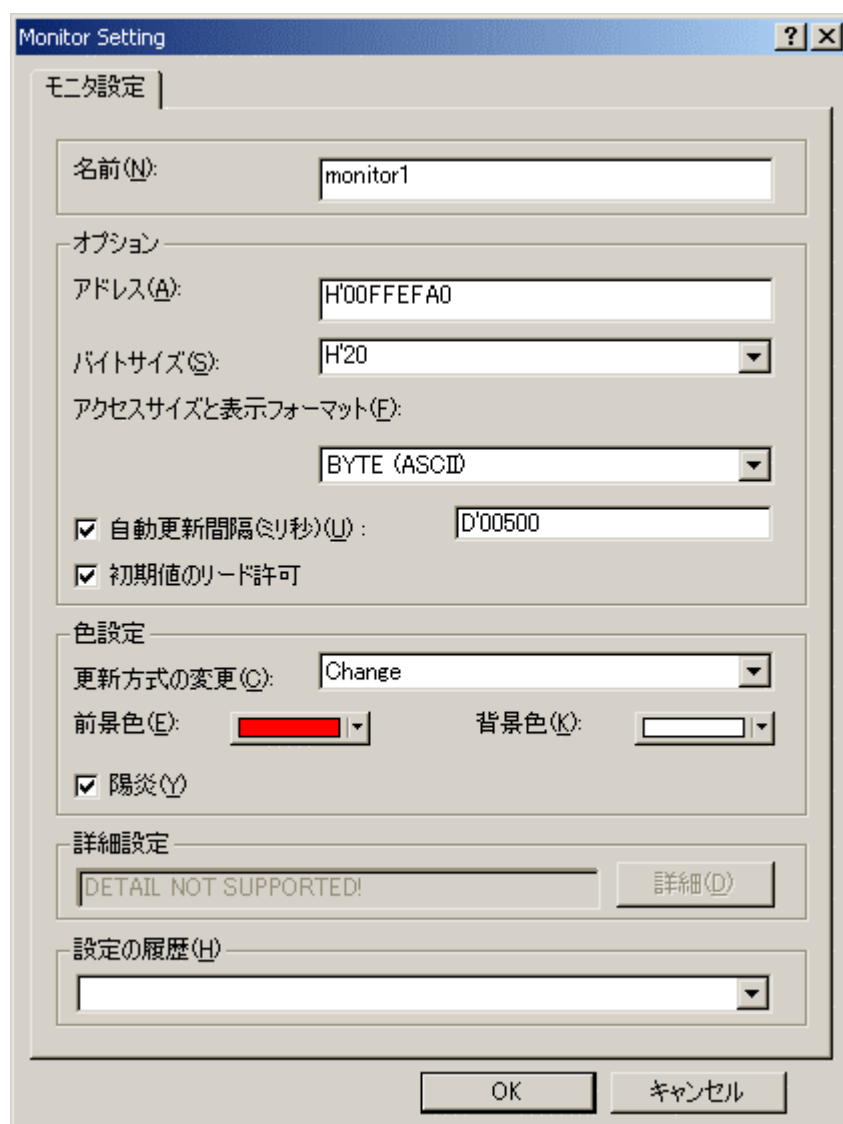 Monitor Setting
モニタ設定
名前(N): monitor1
オプション
アドレス(A): H'00FFEFA0
バイトサイズ(S): H'20
アクセスサイズと表示フォーマット(F):
BYTE (ASCII)
自動更新間隔(ミリ秒)(U) : D'00500
初期値のリード許可
色設定
更新方式の変更(C): Change
前景色(E): 背景色(K):
陽炎(Y)
詳細設定
DETAIL NOT SUPPORTED! 詳細(D)
設定の履歴(H)
OK キャンセル